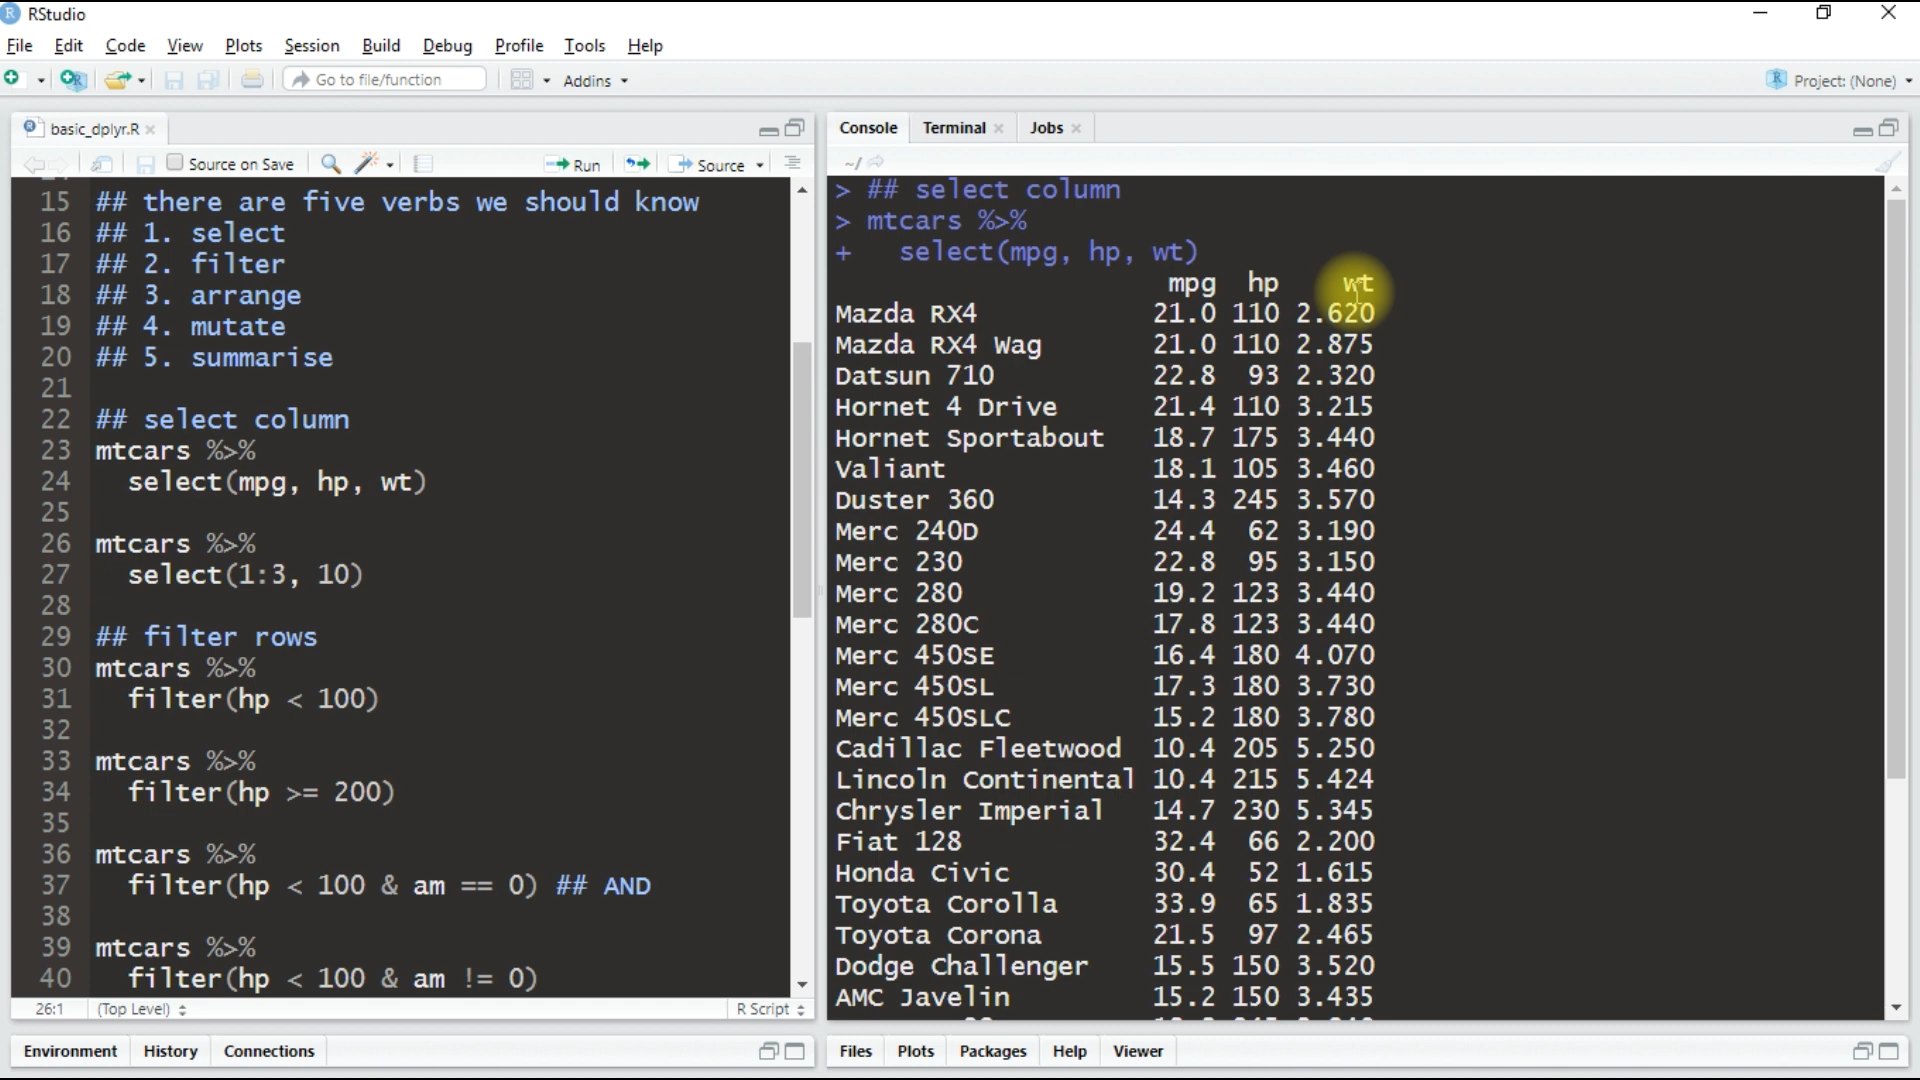 RStudio
File Edit Code View Plots Session Build Debug Profile Tools Help
Go to file/function Addins Project: (None)
basic_dplyr.R
Source on Save Run Source
15 ## there are five verbs we should know
16 ## 1. select
17 ## 2. filter
18 ## 3. arrange
19 ## 4. mutate
20 ## 5. summarise
21
22 ## select column
23 mtcars %>%
24 select(mpg, hp, wt)
25
26 mtcars %>%
27 select(1:3, 10)
28
29 ## filter rows
30 mtcars %>%
31 filter(hp < 100)
32
33 mtcars %>%
34 filter(hp >= 200)
35
36 mtcars %>%
37 filter(hp < 100 & am == 0) ## AND
38
39 mtcars %>%
40 filter(hp < 100 & am != 0)
26:1 (Top Level) R Script
Environment History Connections
Console Terminal Jobs
~/
> ## select column
> mtcars %>%
+ select(mpg, hp, wt)
mpg hp wt
Mazda RX4 21.0 110 2.620
Mazda RX4 Wag 21.0 110 2.875
Datsun 710 22.8 93 2.320
Hornet 4 Drive 21.4 110 3.215
Hornet Sportabout 18.7 175 3.440
Valiant 18.1 105 3.460
Duster 360 14.3 245 3.570
Merc 240D 24.4 62 3.190
Merc 230 22.8 95 3.150
Merc 280 19.2 123 3.440
Merc 280C 17.8 123 3.440
Merc 450SE 16.4 180 4.070
Merc 450SL 17.3 180 3.730
Merc 450SLC 15.2 180 3.780
Cadillac Fleetwood 10.4 205 5.250
Lincoln Continental 10.4 215 5.424
Chrysler Imperial 14.7 230 5.345
Fiat 128 32.4 66 2.200
Honda Civic 30.4 52 1.615
Toyota Corolla 33.9 65 1.835
Toyota Corona 21.5 97 2.465
Dodge Challenger 15.5 150 3.520
AMC Javelin 15.2 150 3.435
Files Plots Packages Help Viewer